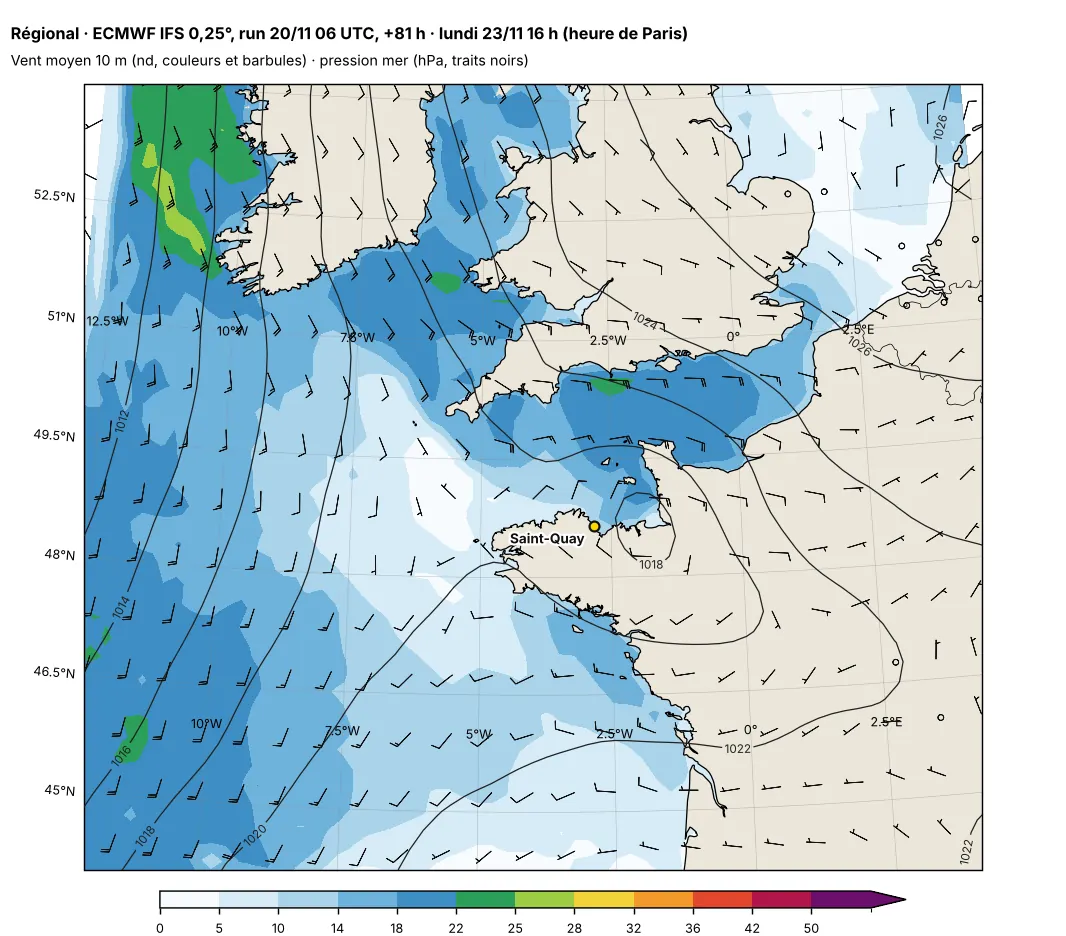 Régional · ECMWF IFS 0,25°, run 20/11 06 UTC, +81 h · lundi 23/11 16 h (heure de Paris)
Vent moyen 10 m (nd, couleurs et barbules) · pression mer (hPa, traits noirs)
1026
52.5°N
51°N
12.5°W
10°W
7.5°W
5°W
2.5°W
0°
2.5°E
1024
1026
1012
49.5°N
48°N
Saint-Quay
1018
1014
46.5°N
10°W
7.5°W
5°W
2.5°W
0°
2.5°E
1022
1016
45°N
1018
1020
1022
0 5 10 14 18 22 25 28 32 36 42 50